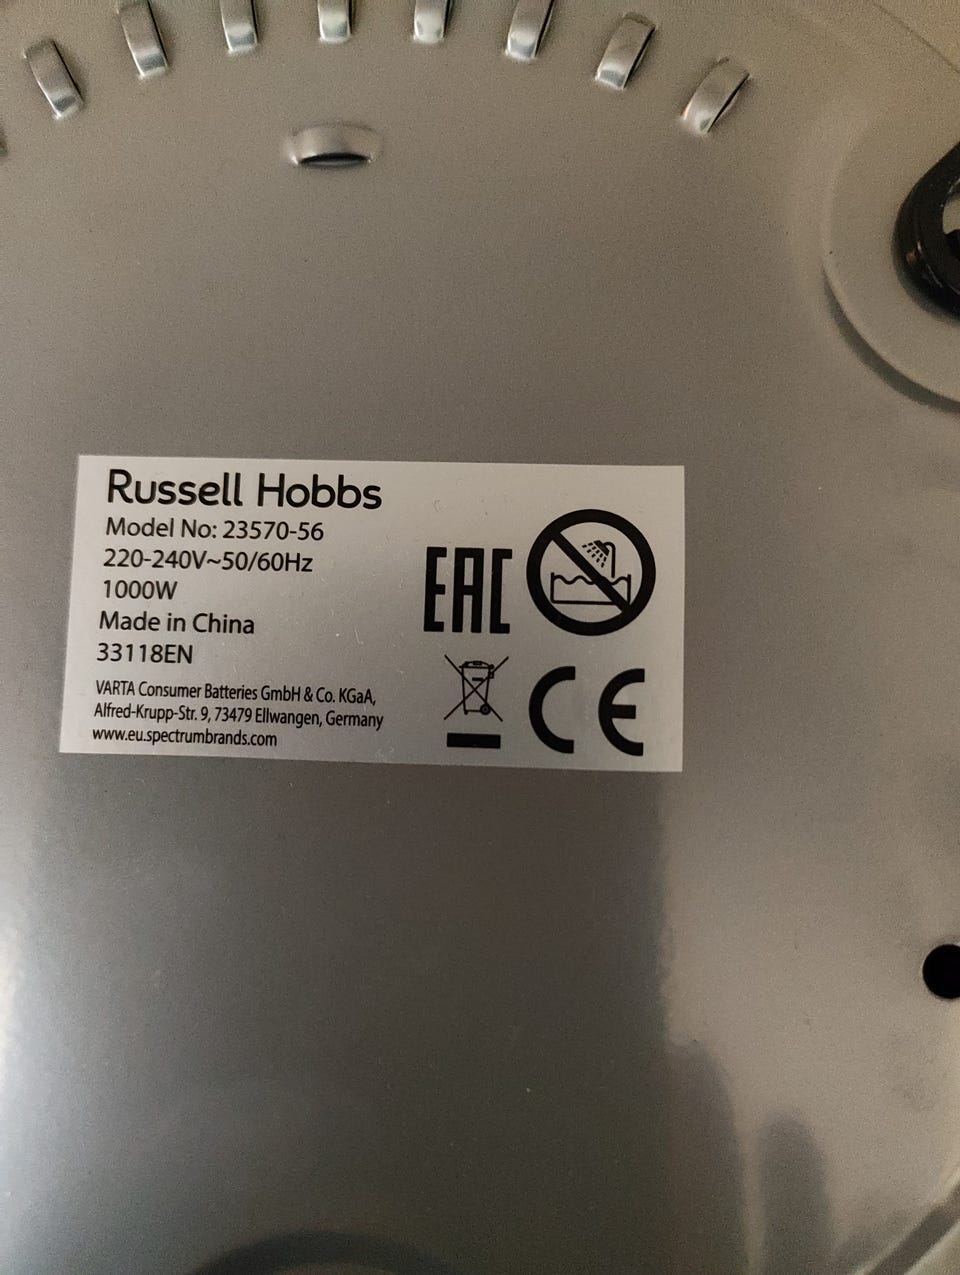 Russell Hobbs
Model No: 23570-56
220-240V~50/60Hz
1000W
Made in China
33118EN
VARTA Consumer Batteries GmbH & Co. KGaA,
Alfred-Krupp-Str. 9, 73479 Ellwangen, Germany
www.eu.spectrumbrands.com
EAC
CE